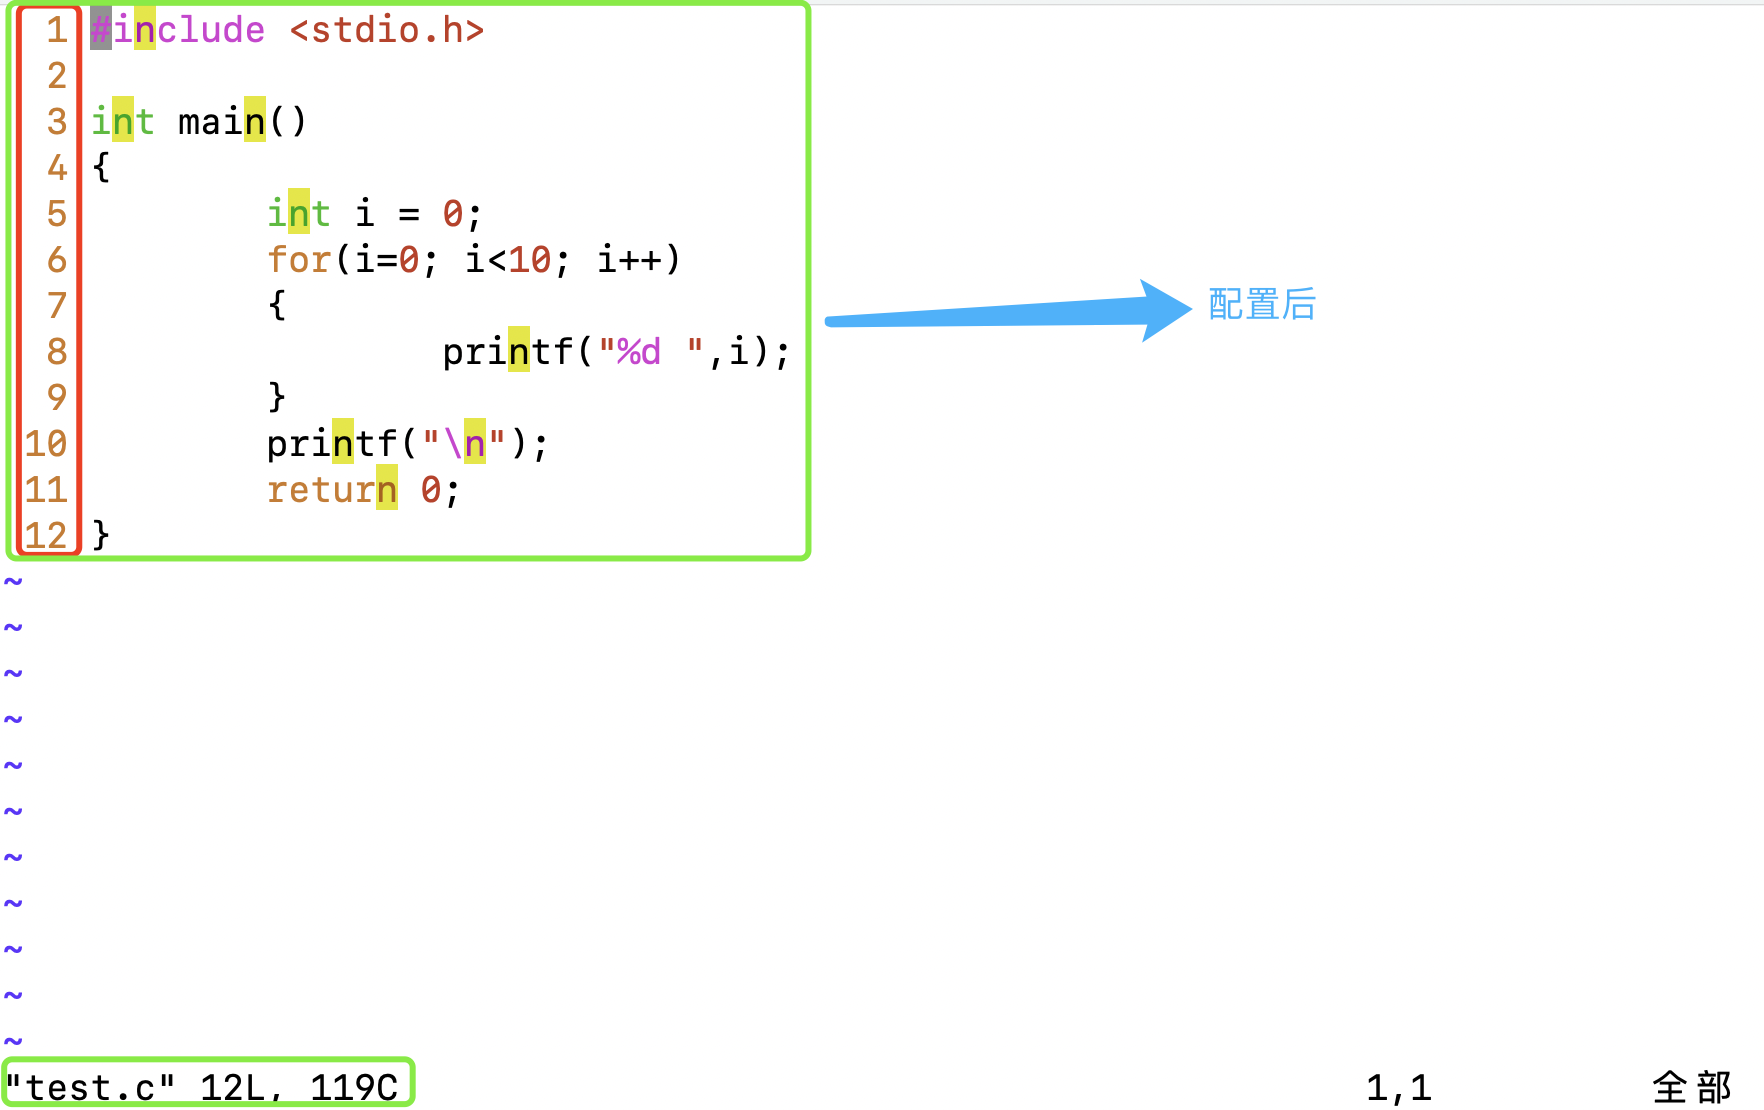 1 #include <stdio.h>
2
3 int main()
4 {
5         int i = 0;
6         for(i=0; i<10; i++)
7         {
8                 printf("%d ",i);
9         }
10         printf("\n");
11         return 0;
12 }
配置后
~
~
~
~
~
~
~
~
~
~
~
"test.c" 12L, 119C 1,1 全部